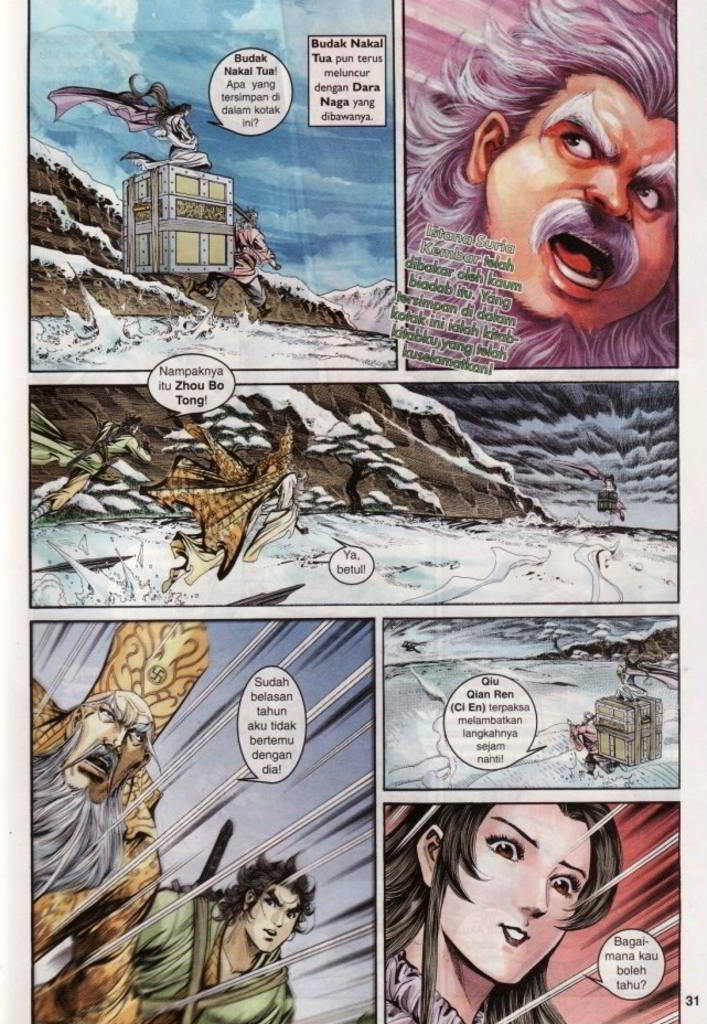 Budak
Nakal Tua!
Apa yang
tersimpan di
dalam kotak
ini?
Budak Nakal
Tua pun terus
meluncur
dengan Dara
Naga yang
dibawanya.
Istana Suria
Kembar telah
dibakar oleh kaum
biadab itu. Yang
tersimpan di dalam
kotak ini ialah kitab-
kitabku yang telah
kuselamatkan!
Nampaknya
itu Zhou Bo
Tong!
Ya,
betul!
Sudah
belasan
tahun
aku tidak
bertemu
dengan
dia!
Qiu
Qian Ren
(Ci En) terpaksa
melambatkan
langkahnya
sejam
nahti!
Bagai-
mana kau
boleh
tahu?
31